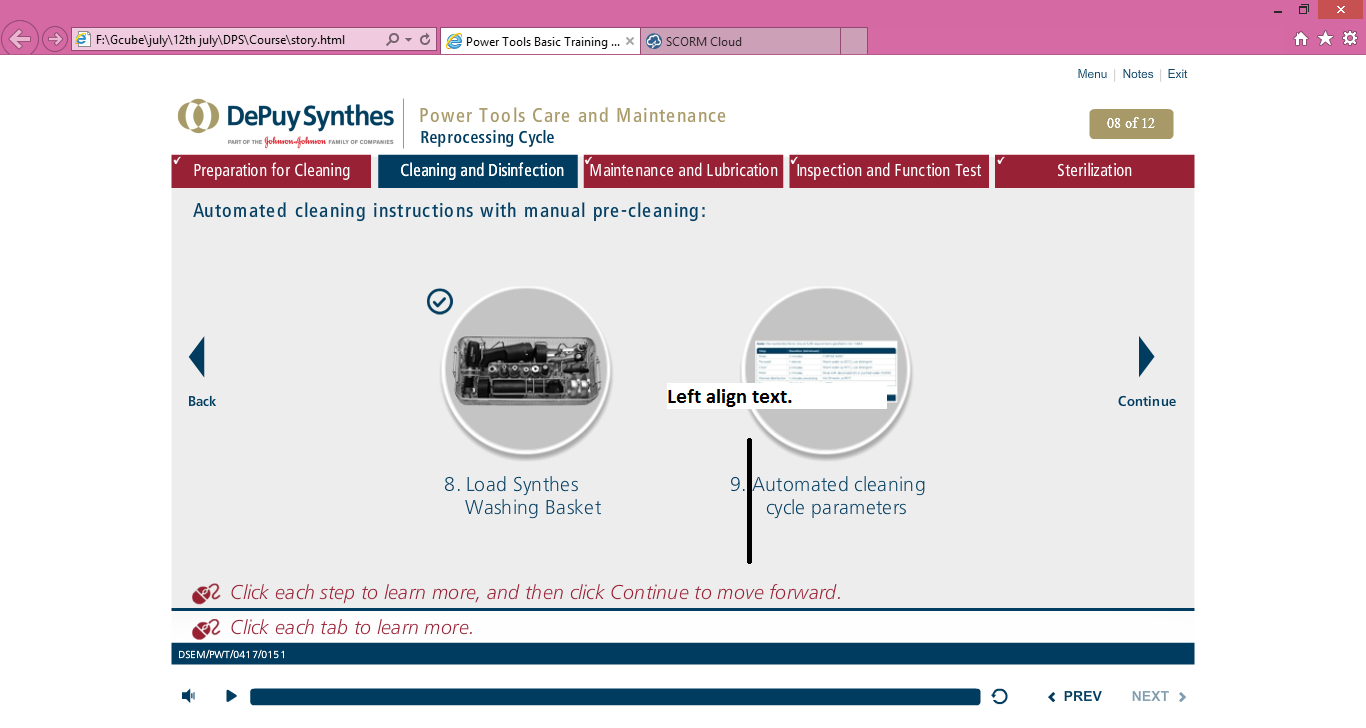 F:\Gcube\july\12th july\DPS\Course\story.html
Power Tools Basic Training ...
SCORM Cloud
Menu | Notes | Exit
DePuy Synthes
PART OF THE Johnson & Johnson FAMILY OF COMPANIES
Power Tools Care and Maintenance
Reprocessing Cycle
08 of 12
Preparation for Cleaning
Cleaning and Disinfection
Maintenance and Lubrication
Inspection and Function Test
Sterilization
Automated cleaning instructions with manual pre-cleaning:
Left align text.
Back
Continue
8. Load Synthes
Washing Basket
9. Automated cleaning
cycle parameters
Click each step to learn more, and then click Continue to move forward.
Click each tab to learn more.
DSEM/PWT/0417/0151
PREV
NEXT